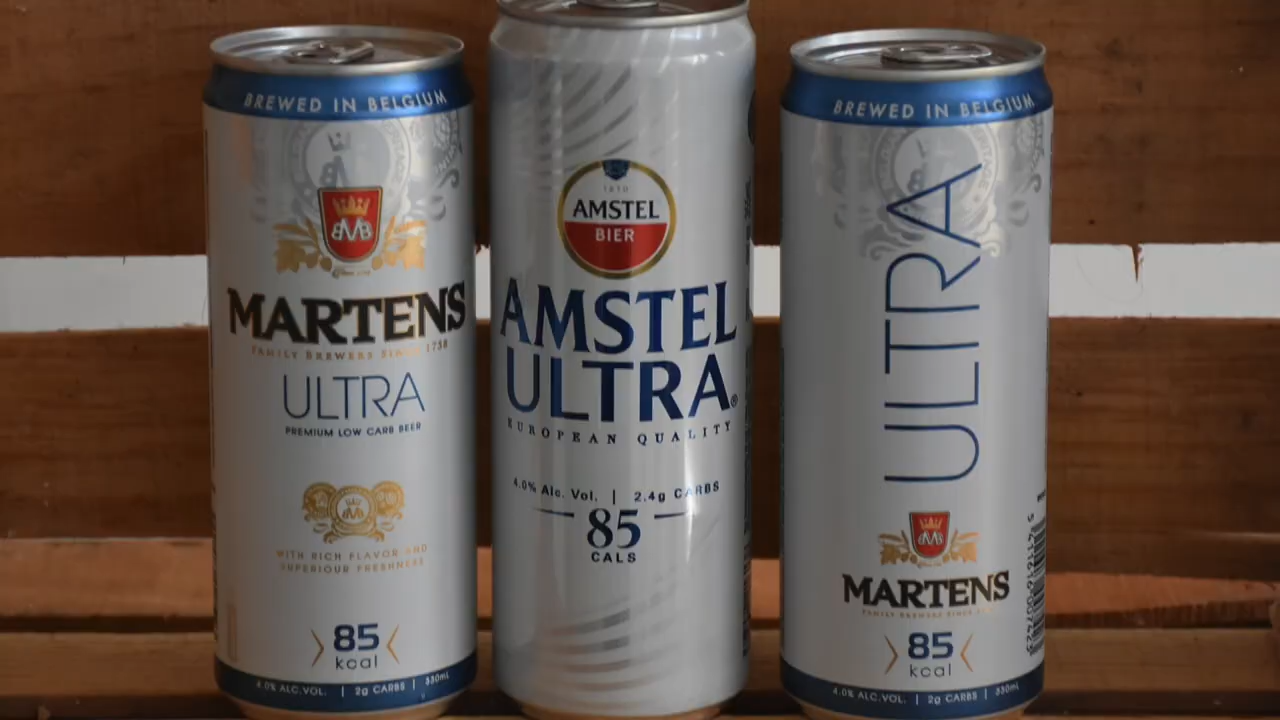 BREWED IN BELGIUM
BMB
MARTENS
FAMILY BREWERS SINCE 1758
ULTRA
PREMIUM LOW CARB BEER
WITH RICH FLAVOR AND
SUPERIOUR FRESHNESS
85
kcal
4.0% ALC.VOL. | 2g CARBS | 330mL
1870
AMSTEL
BIER
AMSTEL
ULTRA®
EUROPEAN QUALITY
4.0% Alc. Vol. | 2.4g CARBS
85
CALS
BREWED IN BELGIUM
ULTRA
BMB
MARTENS
FAMILY BREWERS SINCE
85
kcal
4.0% ALC.VOL. | 2g CARBS | 330mL